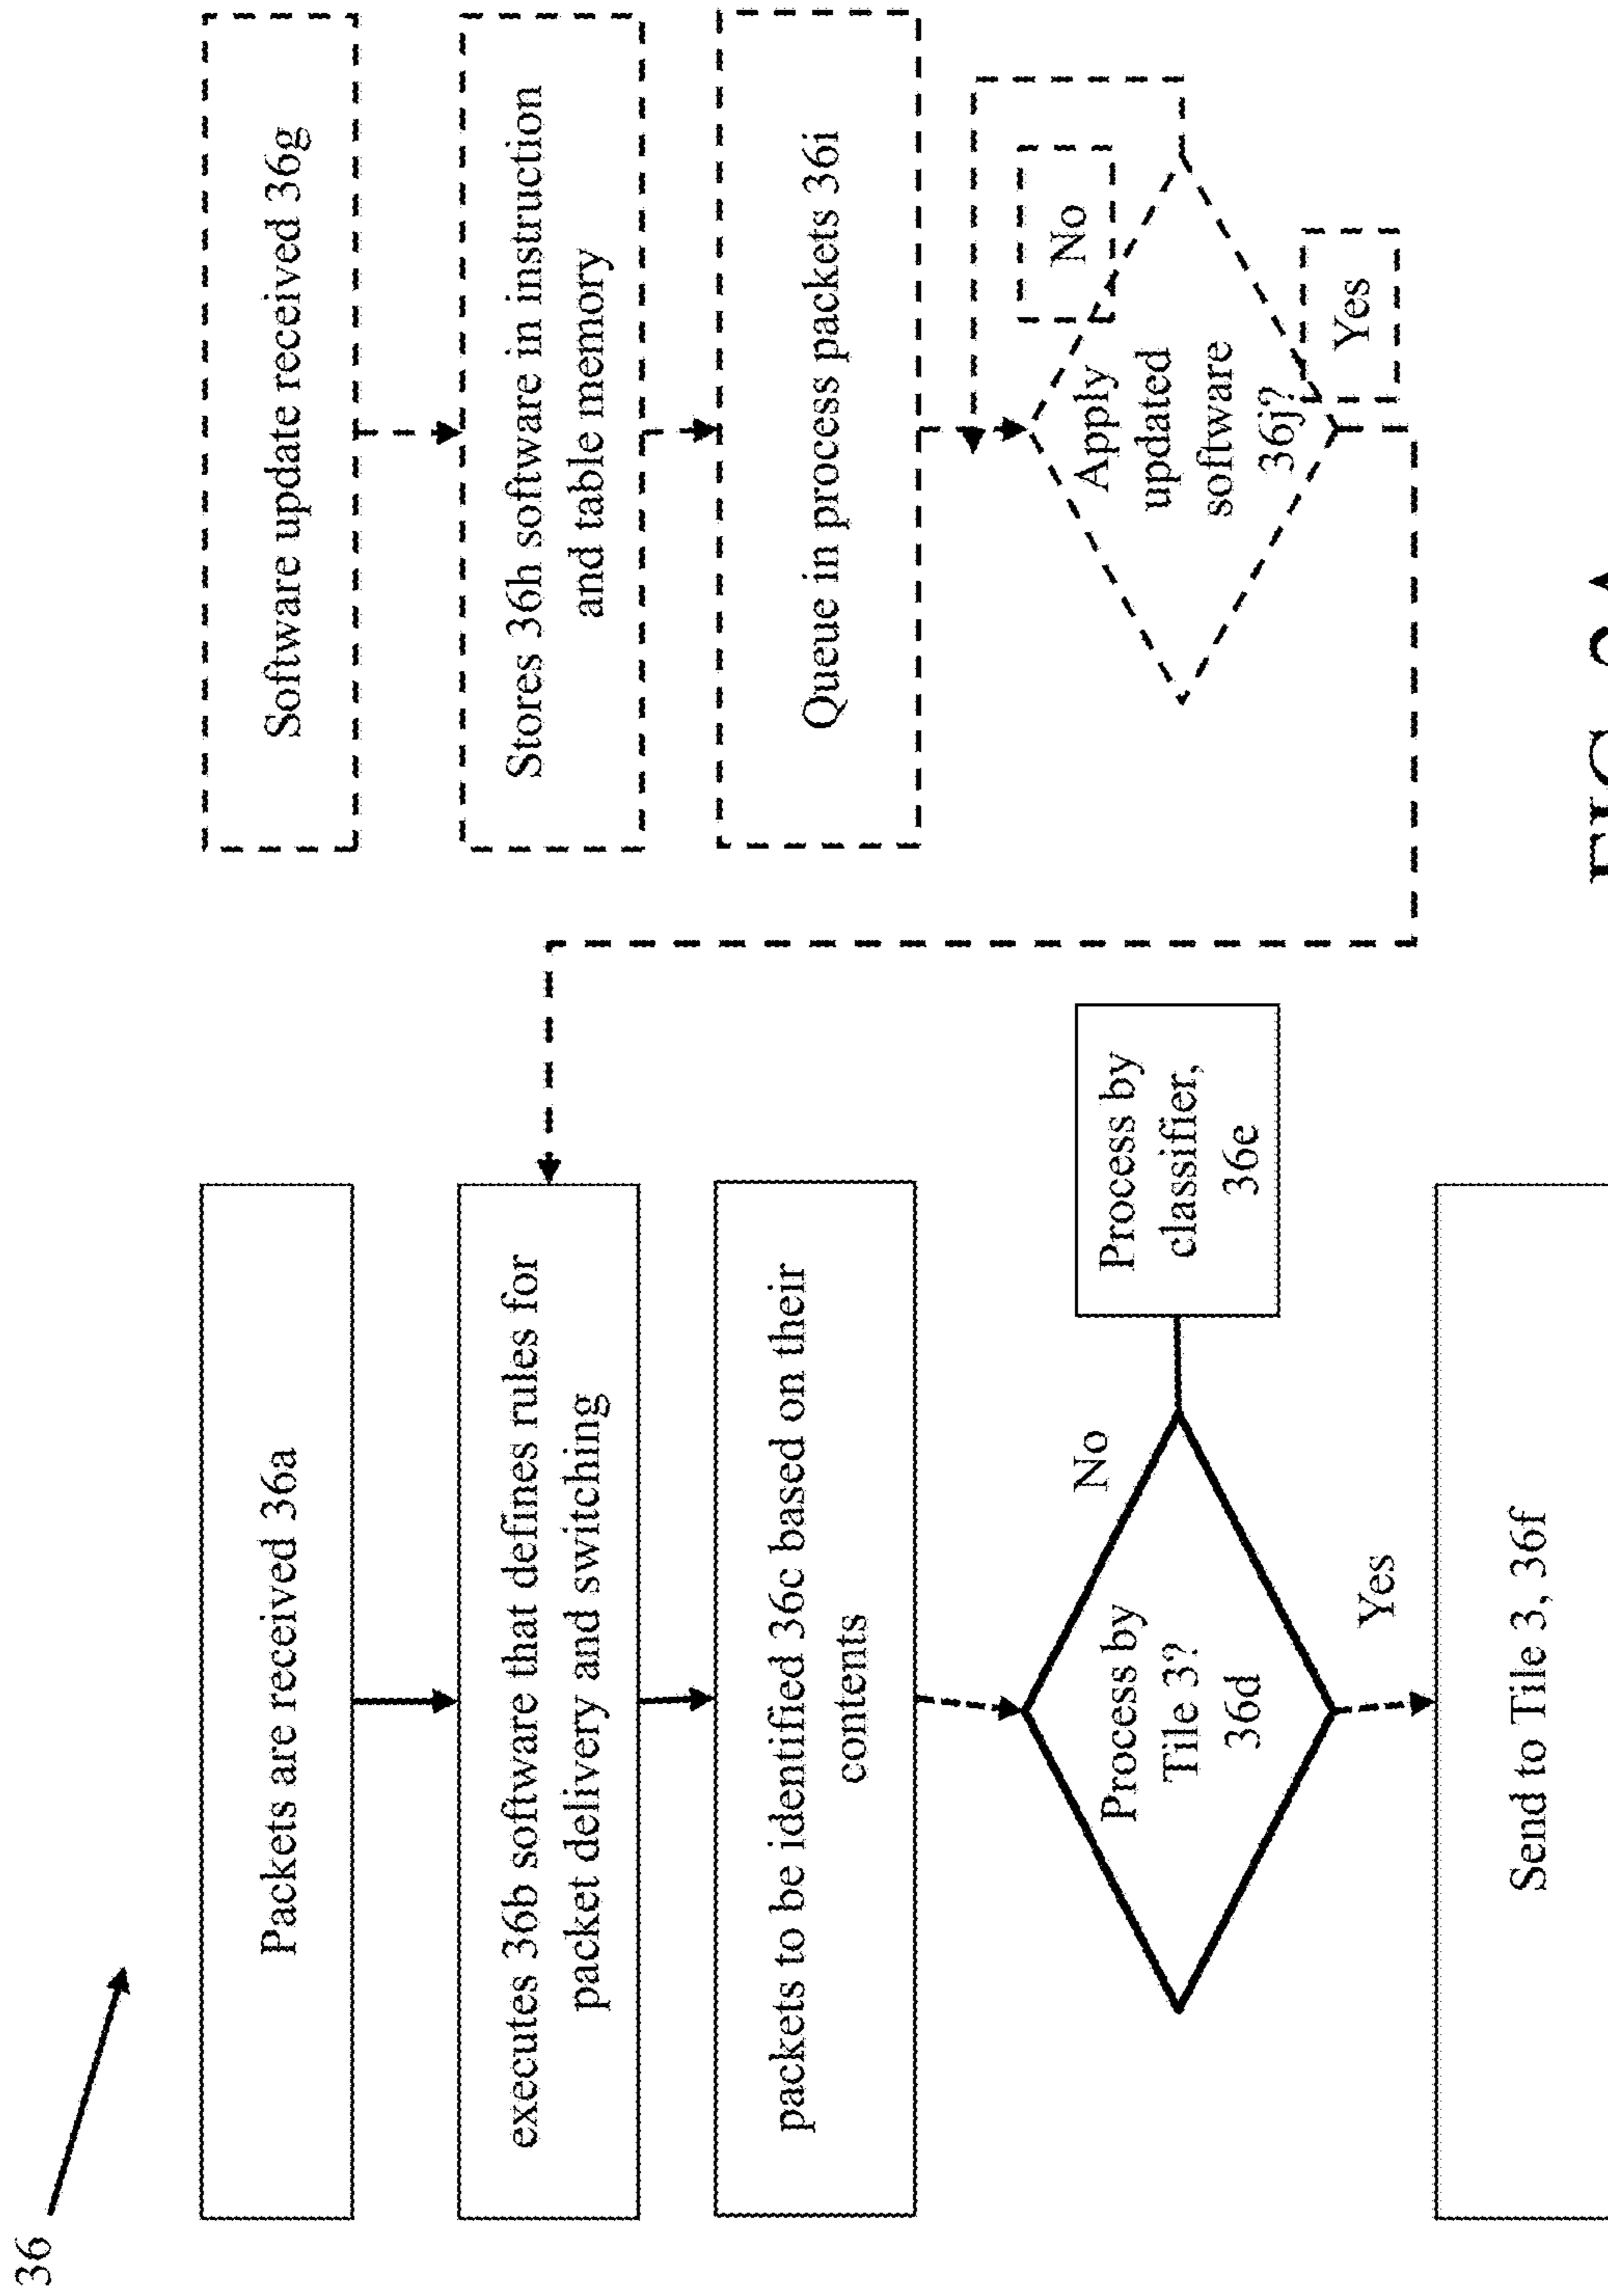 36
Packets are received 36a
executes 36b software that defines rules for
packet delivery and switching
packets to be identified 36c based on their
contents
Process by
Tile 3?
36d
No
Process by
classifier,
36e
Yes
Send to Tile 3, 36f
Software update received 36g
Stores 36h software in instruction
and table memory
Queue in process packets 36i
Apply
updated
software
36j?
No
Yes